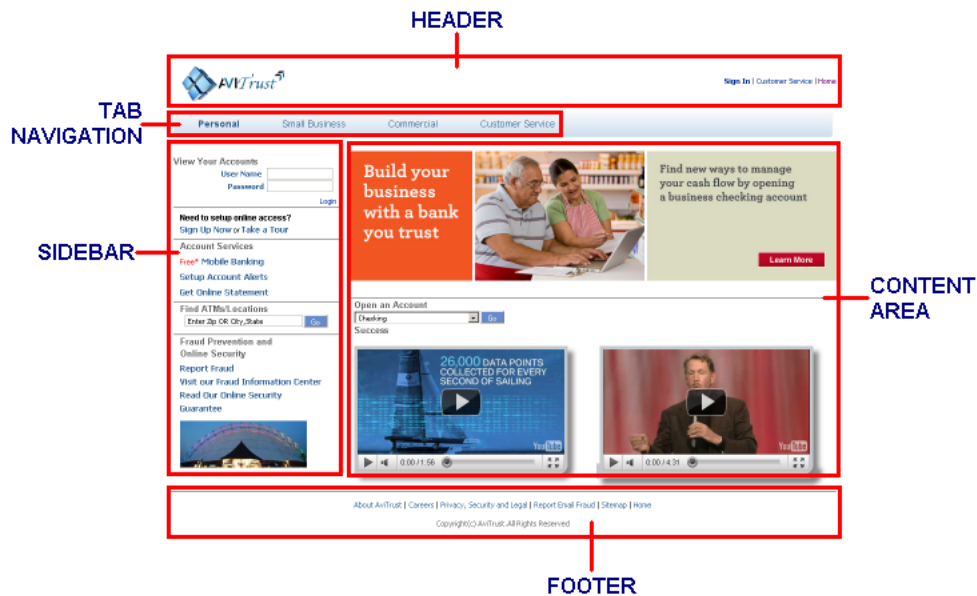 HEADER
AVITrust
Sign In | Customer Service | Home
TAB NAVIGATION
Personal Small Business Commercial Customer Service
View Your Accounts
User Name
Password
Login
Need to setup online access?
Sign Up Now or Take a Tour
SIDEBAR
Account Services
Free* Mobile Banking
Setup Account Alerts
Get Online Statement
Find ATMs/Locations
Enter Zip OR City,State Go
Fraud Prevention and
Online Security
Report Fraud
Visit our Fraud Information Center
Read Our Online Security
Guarantee
Build your
business
with a bank
you trust
Find new ways to manage
your cash flow by opening
a business checking account
Learn More
CONTENT
AREA
Open an Account
Checking Go
Success
26,000 DATA POINTS
COLLECTED FOR EVERY
SECOND OF SAILING
YouTube
0:00 / 1:56
YouTube
0:00 / 4:31
About AviTrust | Careers | Privacy, Security and Legal | Report Email Fraud | Sitemap | Home
Copyright(c) AviTrust.All Rights Reserved
FOOTER